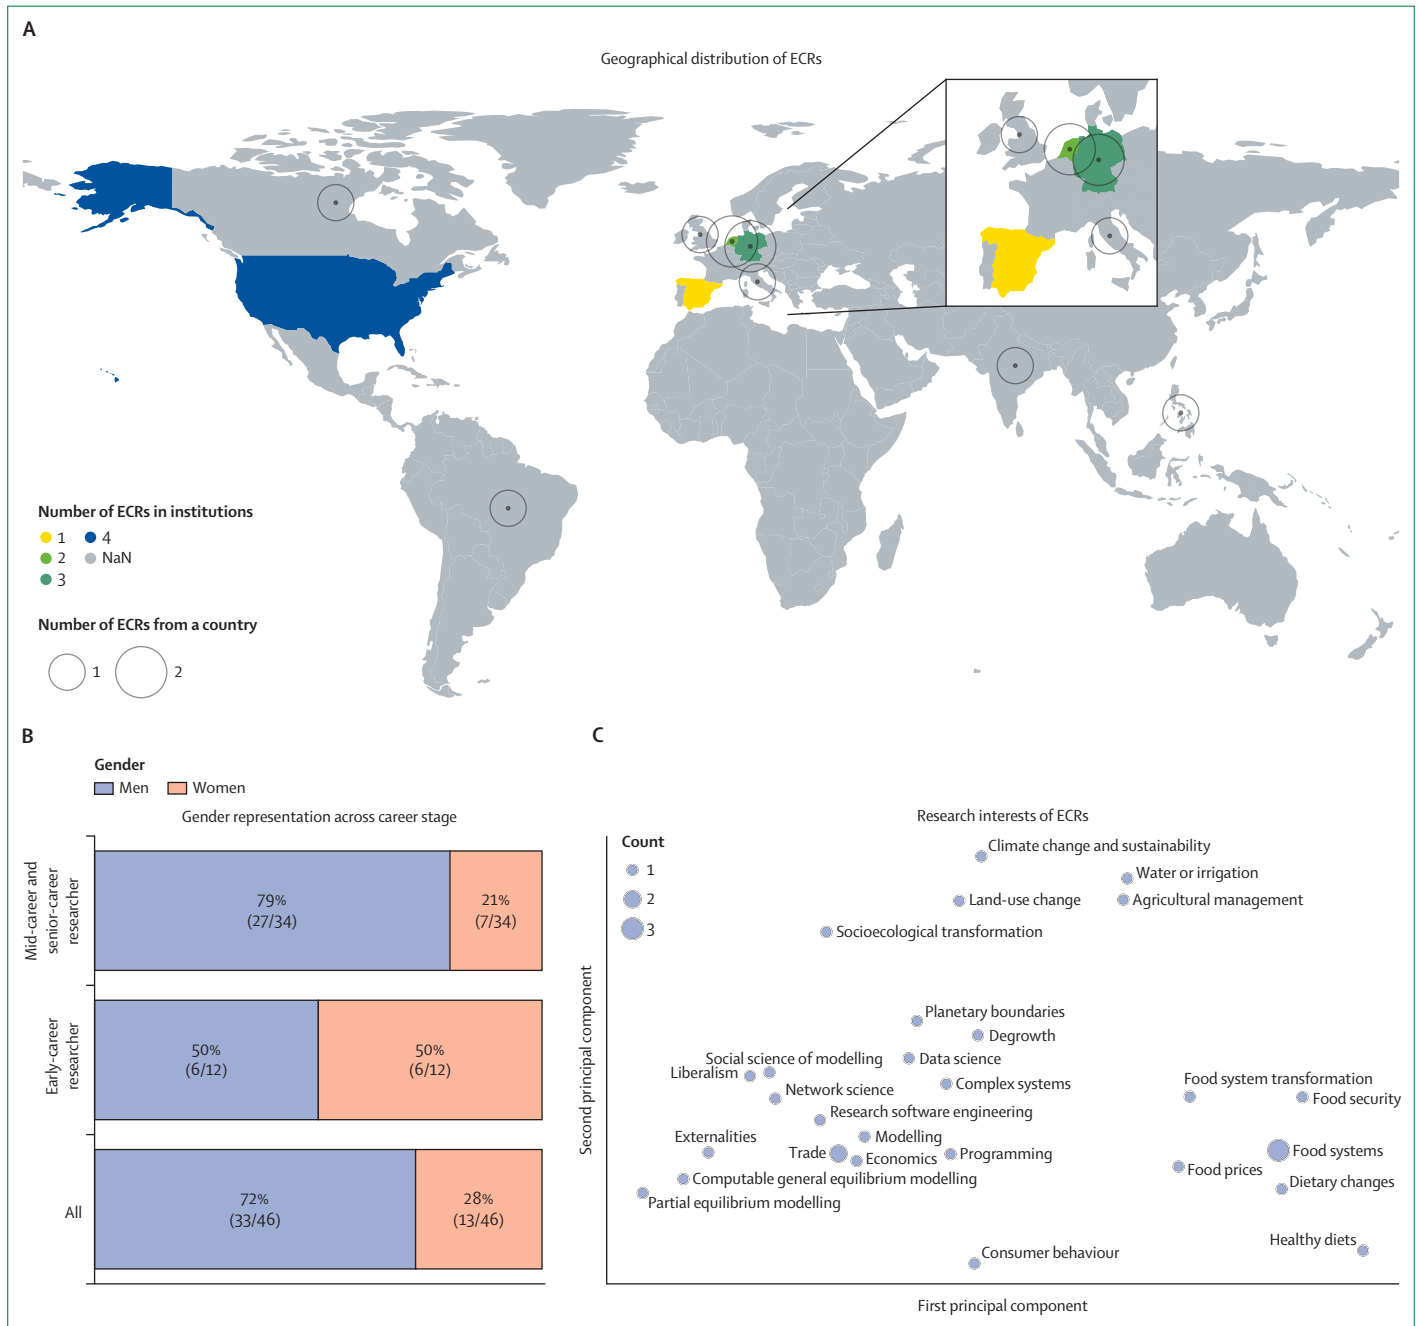 A
Geographical distribution of ECRs
Number of ECRs in institutions
1
4
2
NaN
3
Number of ECRs from a country
1
2
B
Gender
Men
Women
Gender representation across career stage
Mid-career and
senior-career
researcher
79%
(27/34)
21%
(7/34)
Early-career
researcher
50%
(6/12)
50%
(6/12)
All
72%
(33/46)
28%
(13/46)
C
Research interests of ECRs
Count
1
2
3
Second principal component
Climate change and sustainability
Water or irrigation
Land-use change
Agricultural management
Socioecological transformation
Planetary boundaries
Degrowth
Social science of modelling
Data science
Liberalism
Complex systems
Network science
Food system transformation
Food security
Research software engineering
Externalities
Modelling
Trade
Economics
Programming
Food systems
Food prices
Computable general equilibrium modelling
Dietary changes
Partial equilibrium modelling
Healthy diets
Consumer behaviour
First principal component